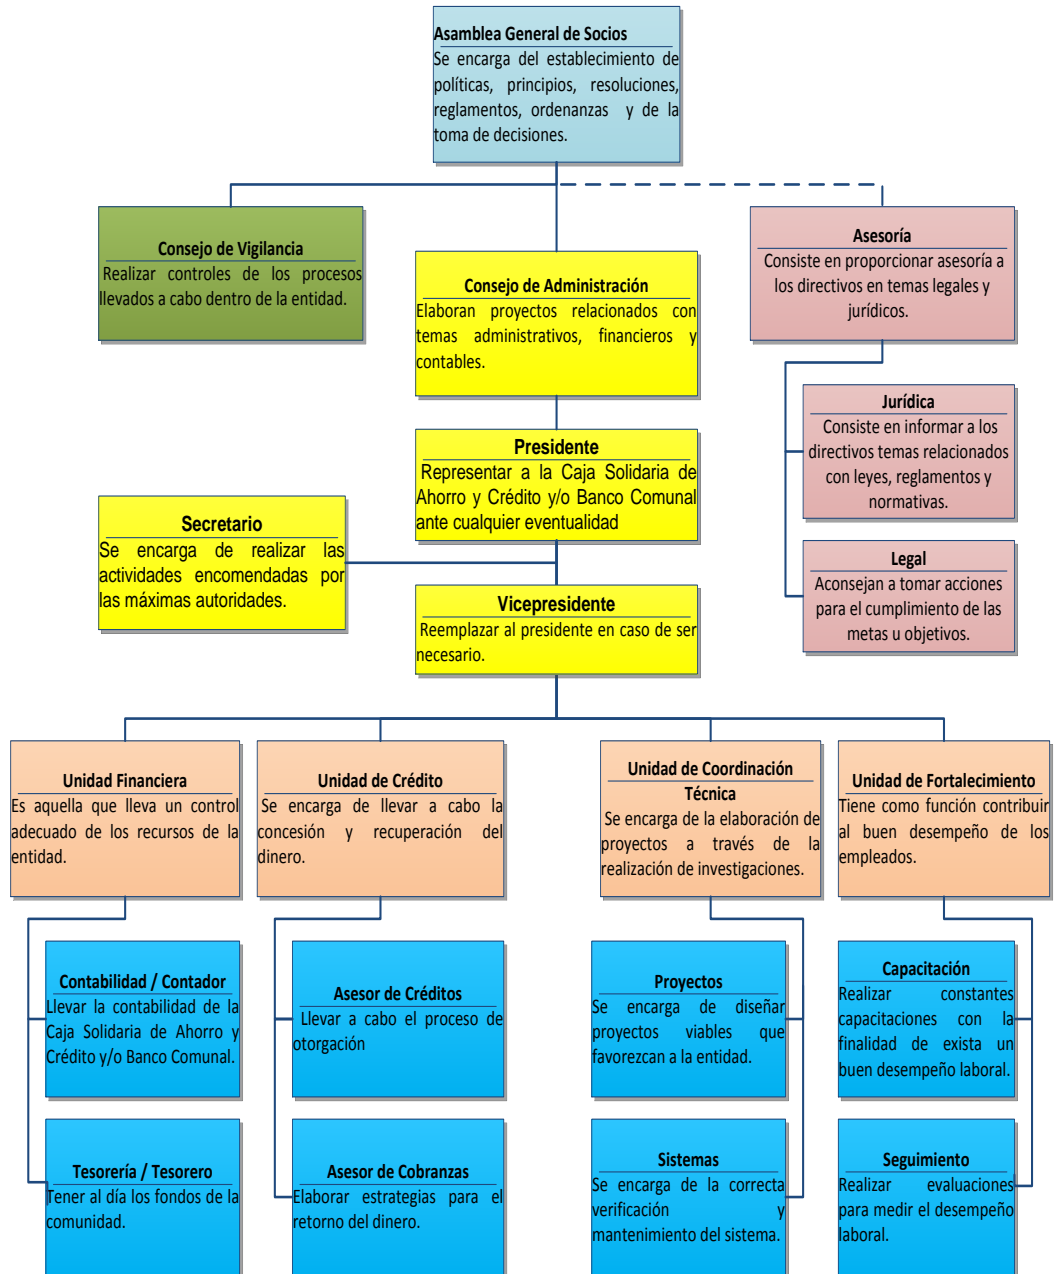 Asamblea General de Socios
Se encarga del establecimiento de
políticas, principios, resoluciones,
reglamentos, ordenanzas y de la
toma de decisiones.
Consejo de Vigilancia
Realizar controles de los procesos
llevados a cabo dentro de la entidad.
Consejo de Administración
Elaboran proyectos relacionados con
temas administrativos, financieros y
contables.
Asesoría
Consiste en proporcionar asesoría a
los directivos en temas legales y
jurídicos.
Jurídica
Consiste en informar a los
directivos temas relacionados
con leyes, reglamentos y
normativas.
Legal
Aconsejan a tomar acciones
para el cumplimiento de las
metas u objetivos.
Presidente
Representar a la Caja Solidaria de
Ahorro y Crédito y/o Banco Comunal
ante cualquier eventualidad
Secretario
Se encarga de realizar las
actividades encomendadas por
las máximas autoridades.
Vicepresidente
Reemplazar al presidente en caso de ser
necesario.
Unidad Financiera
Es aquella que lleva un control
adecuado de los recursos de la
entidad.
Unidad de Crédito
Se encarga de llevar a cabo la
concesión y recuperación del
dinero.
Unidad de Coordinación
Técnica
Se encarga de la elaboración de
proyectos a través de la
realización de investigaciones.
Unidad de Fortalecimiento
Tiene como función contribuir
al buen desempeño de los
empleados.
Contabilidad / Contador
Llevar la contabilidad de la
Caja Solidaria de Ahorro y
Crédito y/o Banco Comunal.
Asesor de Créditos
Llevar a cabo el proceso de
otorgación
Proyectos
Se encarga de diseñar
proyectos viables que
favorezcan a la entidad.
Capacitación
Realizar constantes
capacitaciones con la
finalidad de exista un
buen desempeño laboral.
Tesorería / Tesorero
Tener al día los fondos de la
comunidad.
Asesor de Cobranzas
Elaborar estrategias para el
retorno del dinero.
Sistemas
Se encarga de la correcta
verificación y
mantenimiento del sistema.
Seguimiento
Realizar evaluaciones
para medir el desempeño
laboral.